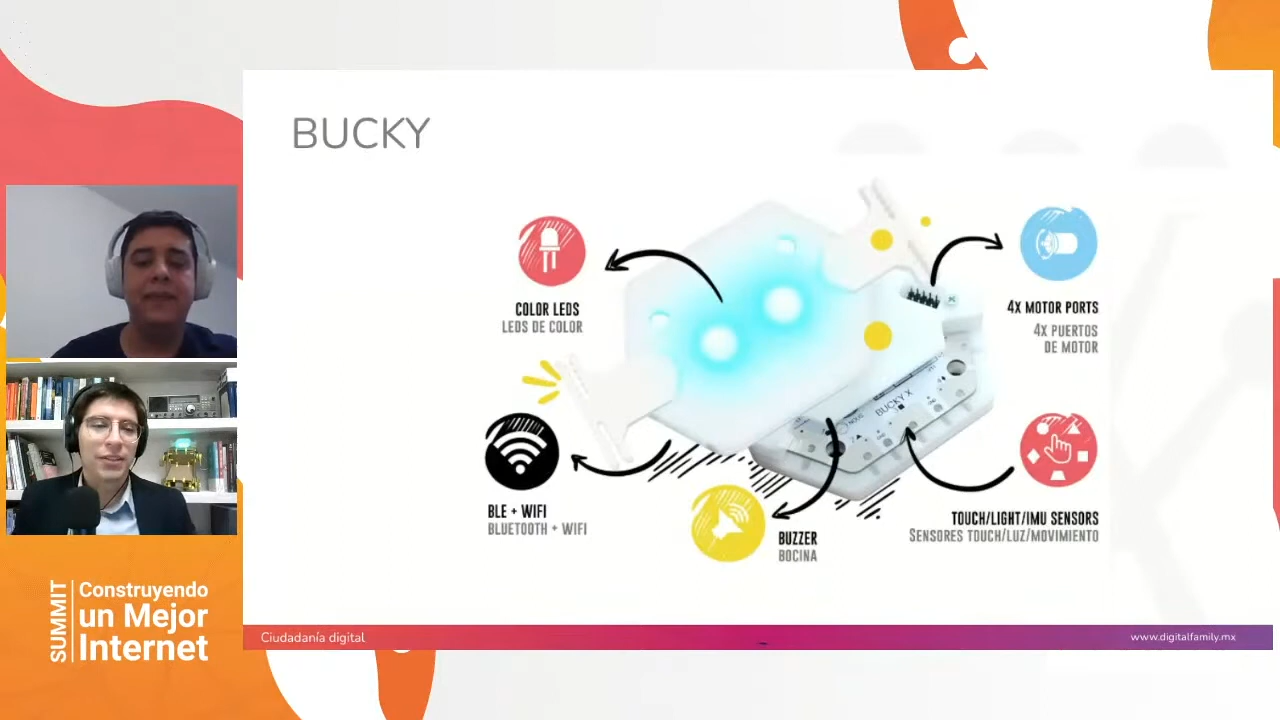 BUCKY
COLOR LEDS
LEDS DE COLOR
4X MOTOR PORTS
4X PUERTOS
DE MOTOR
BUCKY X
BLE + WIFI
BLUETOOTH + WIFI
BUZZER
BOCINA
TOUCH/LIGHT/IMU SENSORS
SENSORES TOUCH/LUZ/MOVIMIENTO
SUMMIT
Construyendo
un Mejor
Internet
Ciudadanía digital
www.digitalfamily.mx